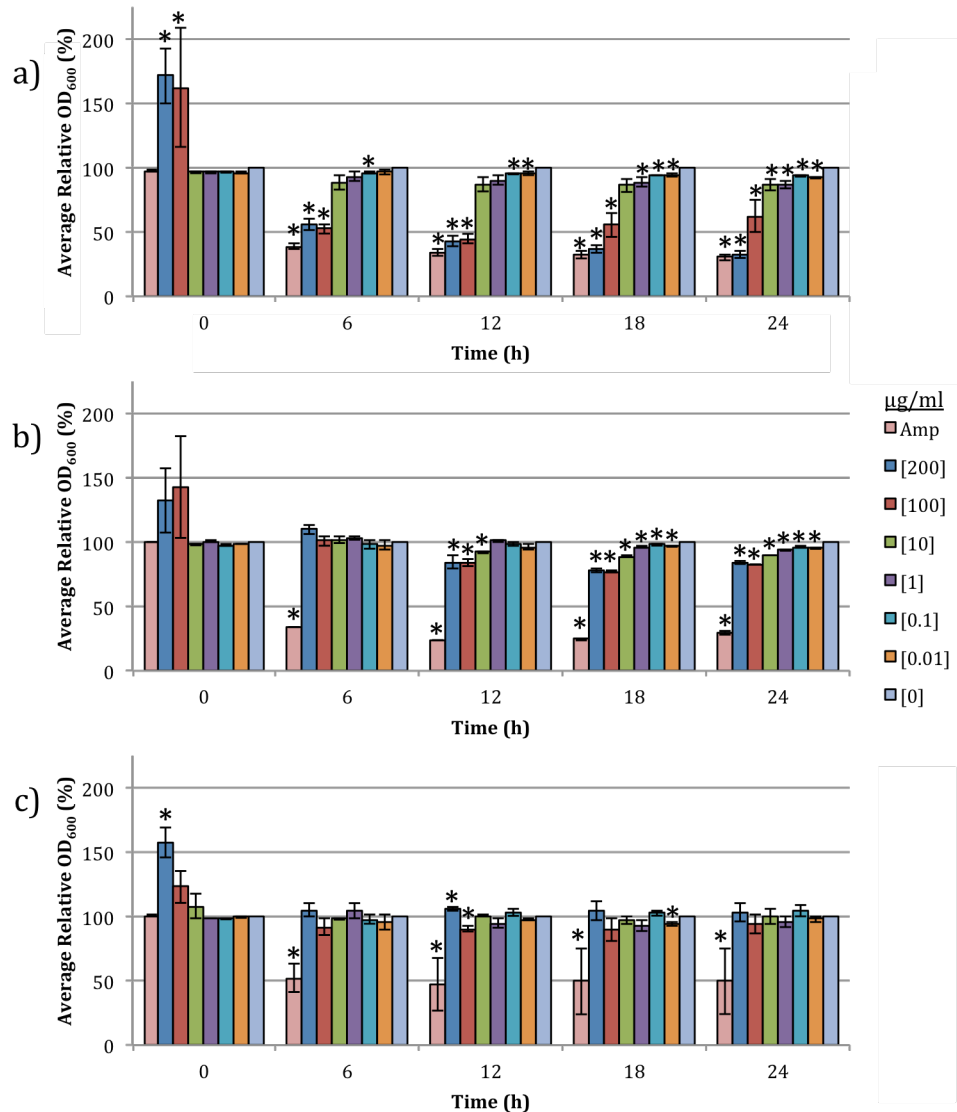 a)
Average Relative OD600 (%)
200
150
100
50
0
* *
* * * *
* ** **
* * * * **
** * ** **
0 6 12 18 24
Time (h)
b)
Average Relative OD600 (%)
200
150
100
50
0
*
* ** *
* ** * ***
* ** ****
0 6 12 18 24
Time (h)
µg/ml
Amp
[200]
[100]
[10]
[1]
[0.1]
[0.01]
[0]
c)
Average Relative OD600 (%)
200
150
100
50
0
*
*
* * *
* *
*
0 6 12 18 24
Time (h)